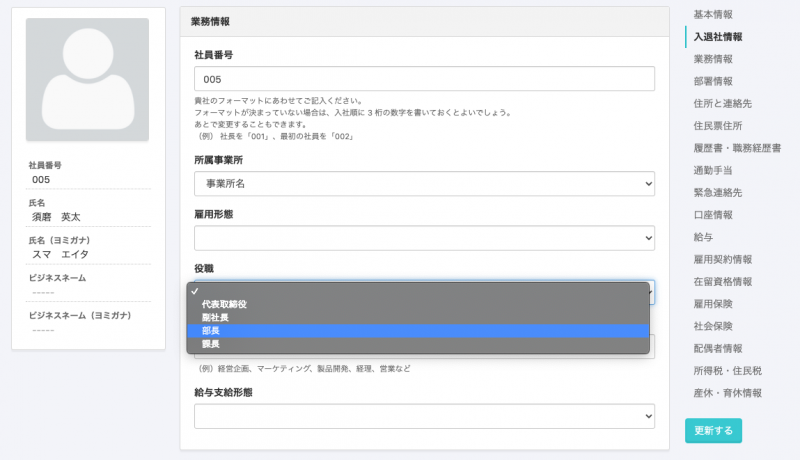 社員番号
005
氏名
須磨　英太
氏名（ヨミガナ）
スマ　エイタ
ビジネスネーム
-----
ビジネスネーム（ヨミガナ）
-----
業務情報
社員番号
005
貴社のフォーマットにあわせてご記入ください。
フォーマットが決まっていない場合は、入社順に 3 桁の数字を書いておくとよいでしょう。
あとで変更することもできます。
（例） 社長を「001」、最初の社員を「002」
所属事業所
事業所名
雇用形態
役職
✓
代表取締役
副社長
部長
課長
（例）経営企画、マーケティング、製品開発、経理、営業など
給与支給形態
基本情報
入退社情報
業務情報
部署情報
住所と連絡先
住民票住所
履歴書・職務経歴書
通勤手当
緊急連絡先
口座情報
給与
雇用契約情報
在留資格情報
雇用保険
社会保険
配偶者情報
所得税・住民税
産休・育休情報
更新する